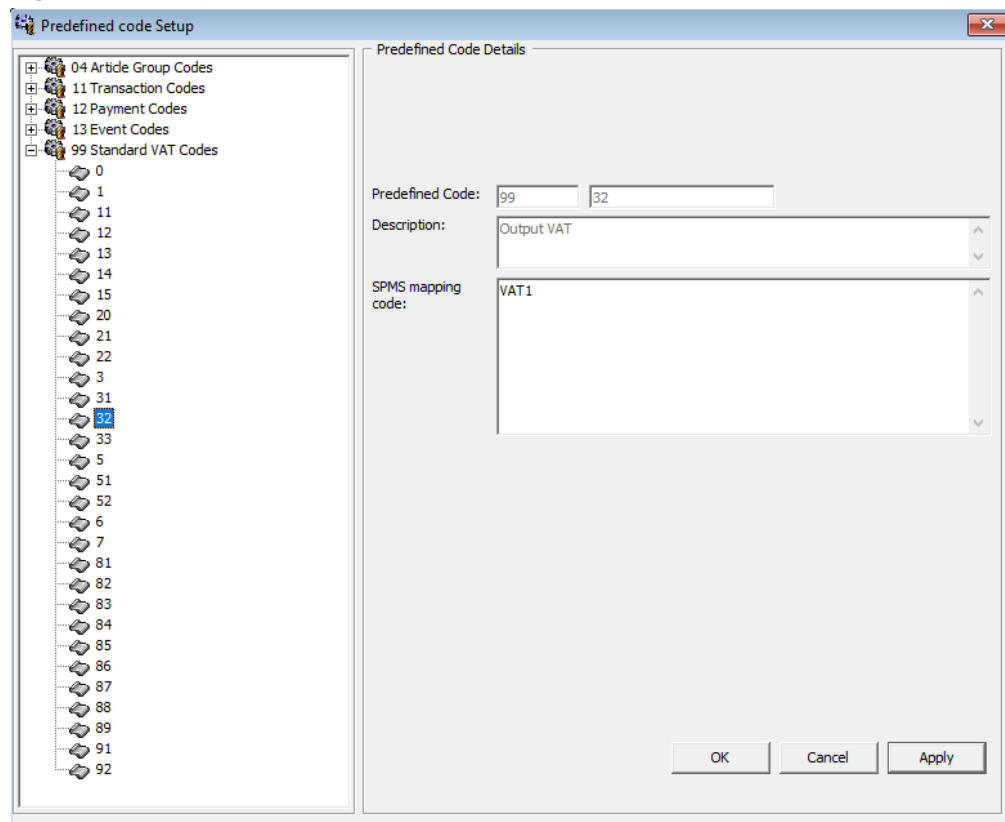 Predefined code Setup
04 Article Group Codes
11 Transaction Codes
12 Payment Codes
13 Event Codes
99 Standard VAT Codes
0
1
11
12
13
14
15
20
21
22
3
31
32
33
5
51
52
6
7
81
82
83
84
85
86
87
88
89
91
92
Predefined Code Details
Predefined Code: 99 32
Description: Output VAT
SPMS mapping code: VAT1
OK Cancel Apply